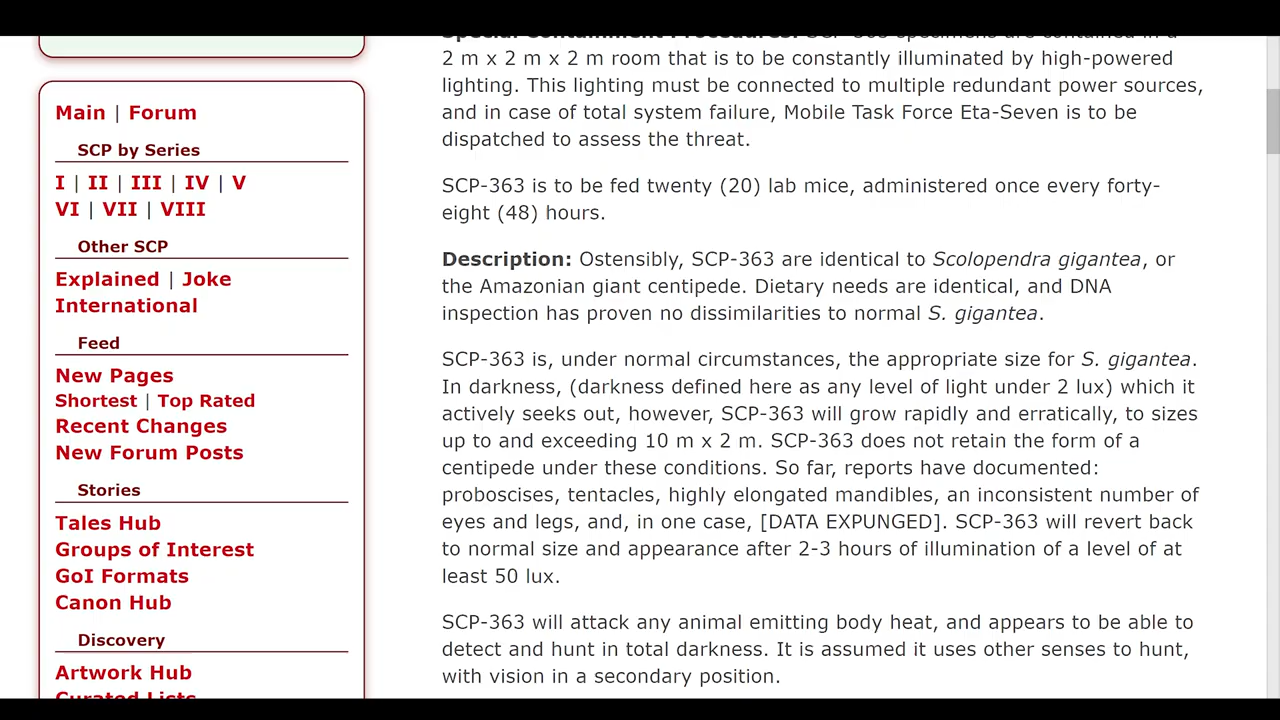 Main | Forum
SCP by Series
I | II | III | IV | V
VI | VII | VIII
Other SCP
Explained | Joke
International
Feed
New Pages
Shortest | Top Rated
Recent Changes
New Forum Posts
Stories
Tales Hub
Groups of Interest
GoI Formats
Canon Hub
Discovery
Artwork Hub
Curated Lists
Special Containment Procedures: SCP-363 specimens are contained in a
2 m x 2 m x 2 m room that is to be constantly illuminated by high-powered
lighting. This lighting must be connected to multiple redundant power sources,
and in case of total system failure, Mobile Task Force Eta-Seven is to be
dispatched to assess the threat.
SCP-363 is to be fed twenty (20) lab mice, administered once every forty-
eight (48) hours.
Description: Ostensibly, SCP-363 are identical to Scolopendra gigantea, or
the Amazonian giant centipede. Dietary needs are identical, and DNA
inspection has proven no dissimilarities to normal S. gigantea.
SCP-363 is, under normal circumstances, the appropriate size for S. gigantea.
In darkness, (darkness defined here as any level of light under 2 lux) which it
actively seeks out, however, SCP-363 will grow rapidly and erratically, to sizes
up to and exceeding 10 m x 2 m. SCP-363 does not retain the form of a
centipede under these conditions. So far, reports have documented:
proboscises, tentacles, highly elongated mandibles, an inconsistent number of
eyes and legs, and, in one case, [DATA EXPUNGED]. SCP-363 will revert back
to normal size and appearance after 2-3 hours of illumination of a level of at
least 50 lux.
SCP-363 will attack any animal emitting body heat, and appears to be able to
detect and hunt in total darkness. It is assumed it uses other senses to hunt,
with vision in a secondary position.